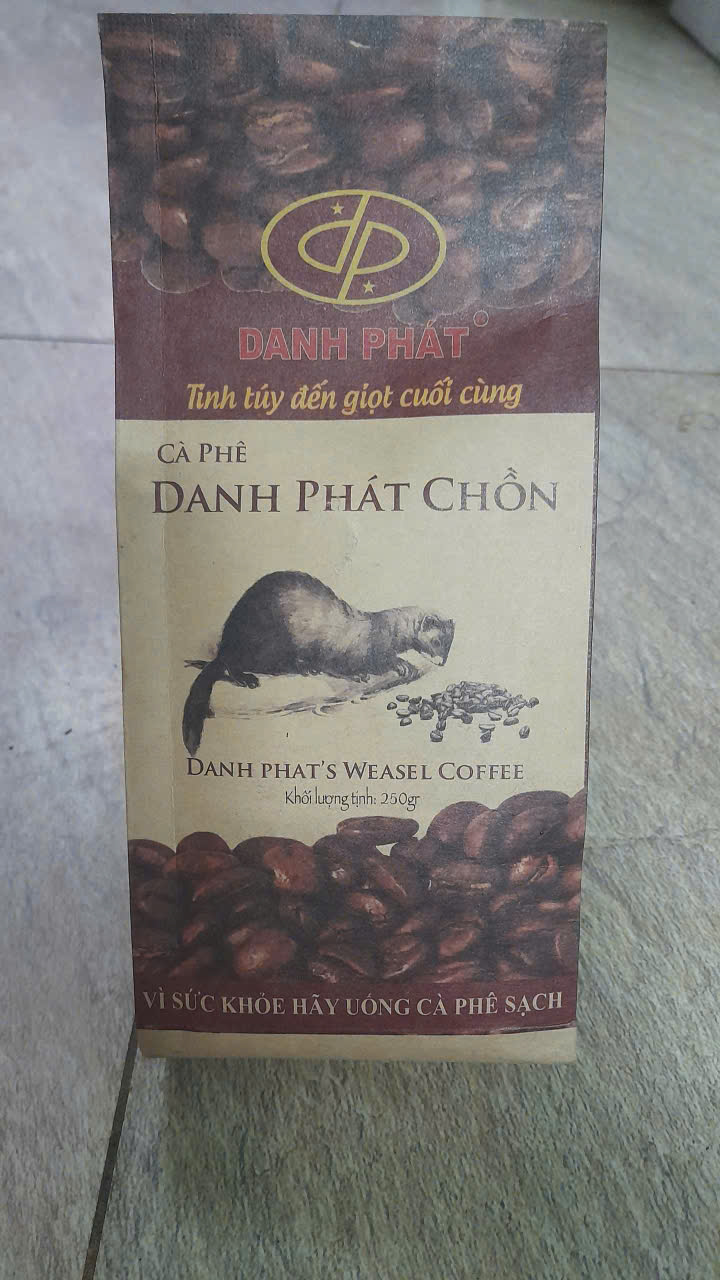 dp
DANH PHÁT®
Tinh túy đến giọt cuối cùng
CÀ PHÊ
DANH PHÁT CHỒN
DANH PHAT'S WEASEL COFFEE
Khối lượng tịnh: 250gr
VÌ SỨC KHỎE HÃY UỐNG CÀ PHÊ SẠCH